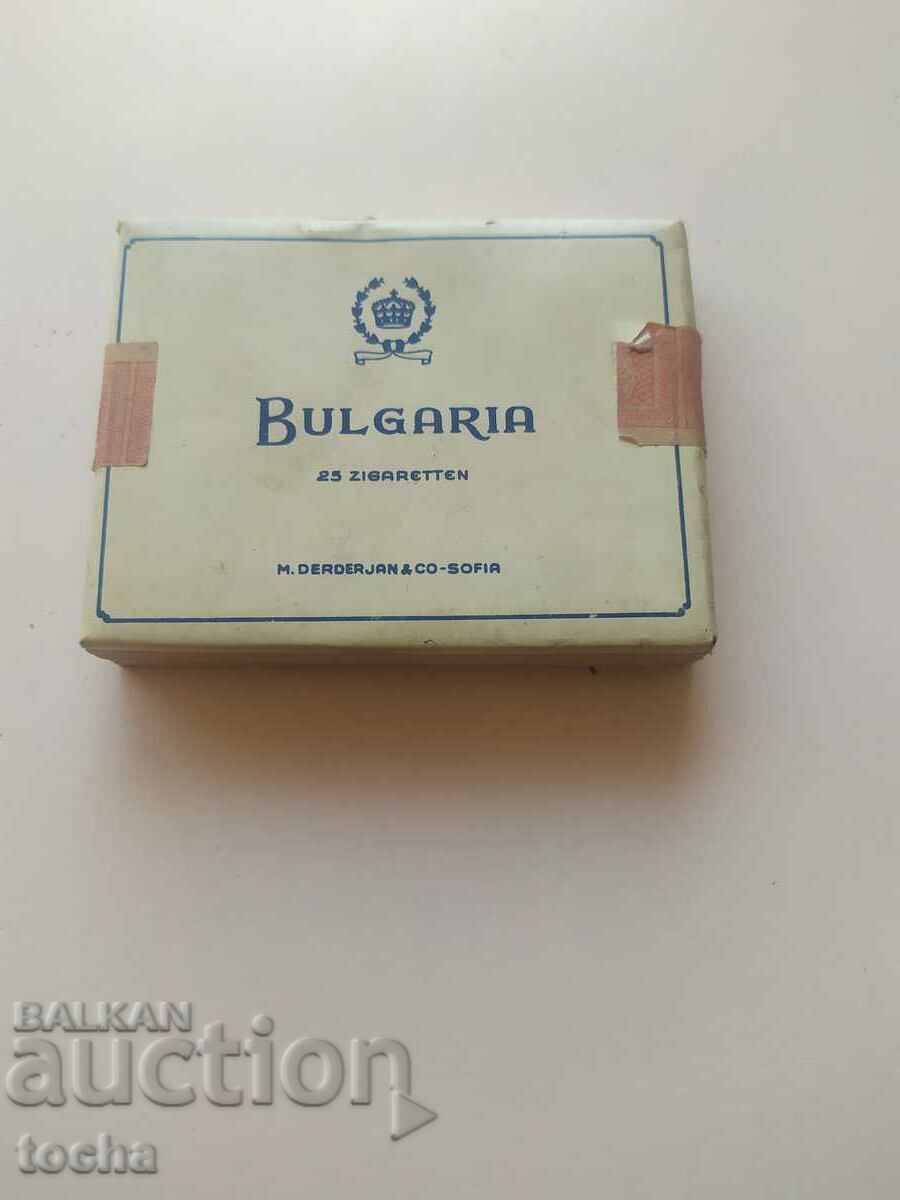 BULGARIA
25 ZIGARETTEN
M. DERDERJAN & CO-SOFIA
BALKAN
auction
tocha